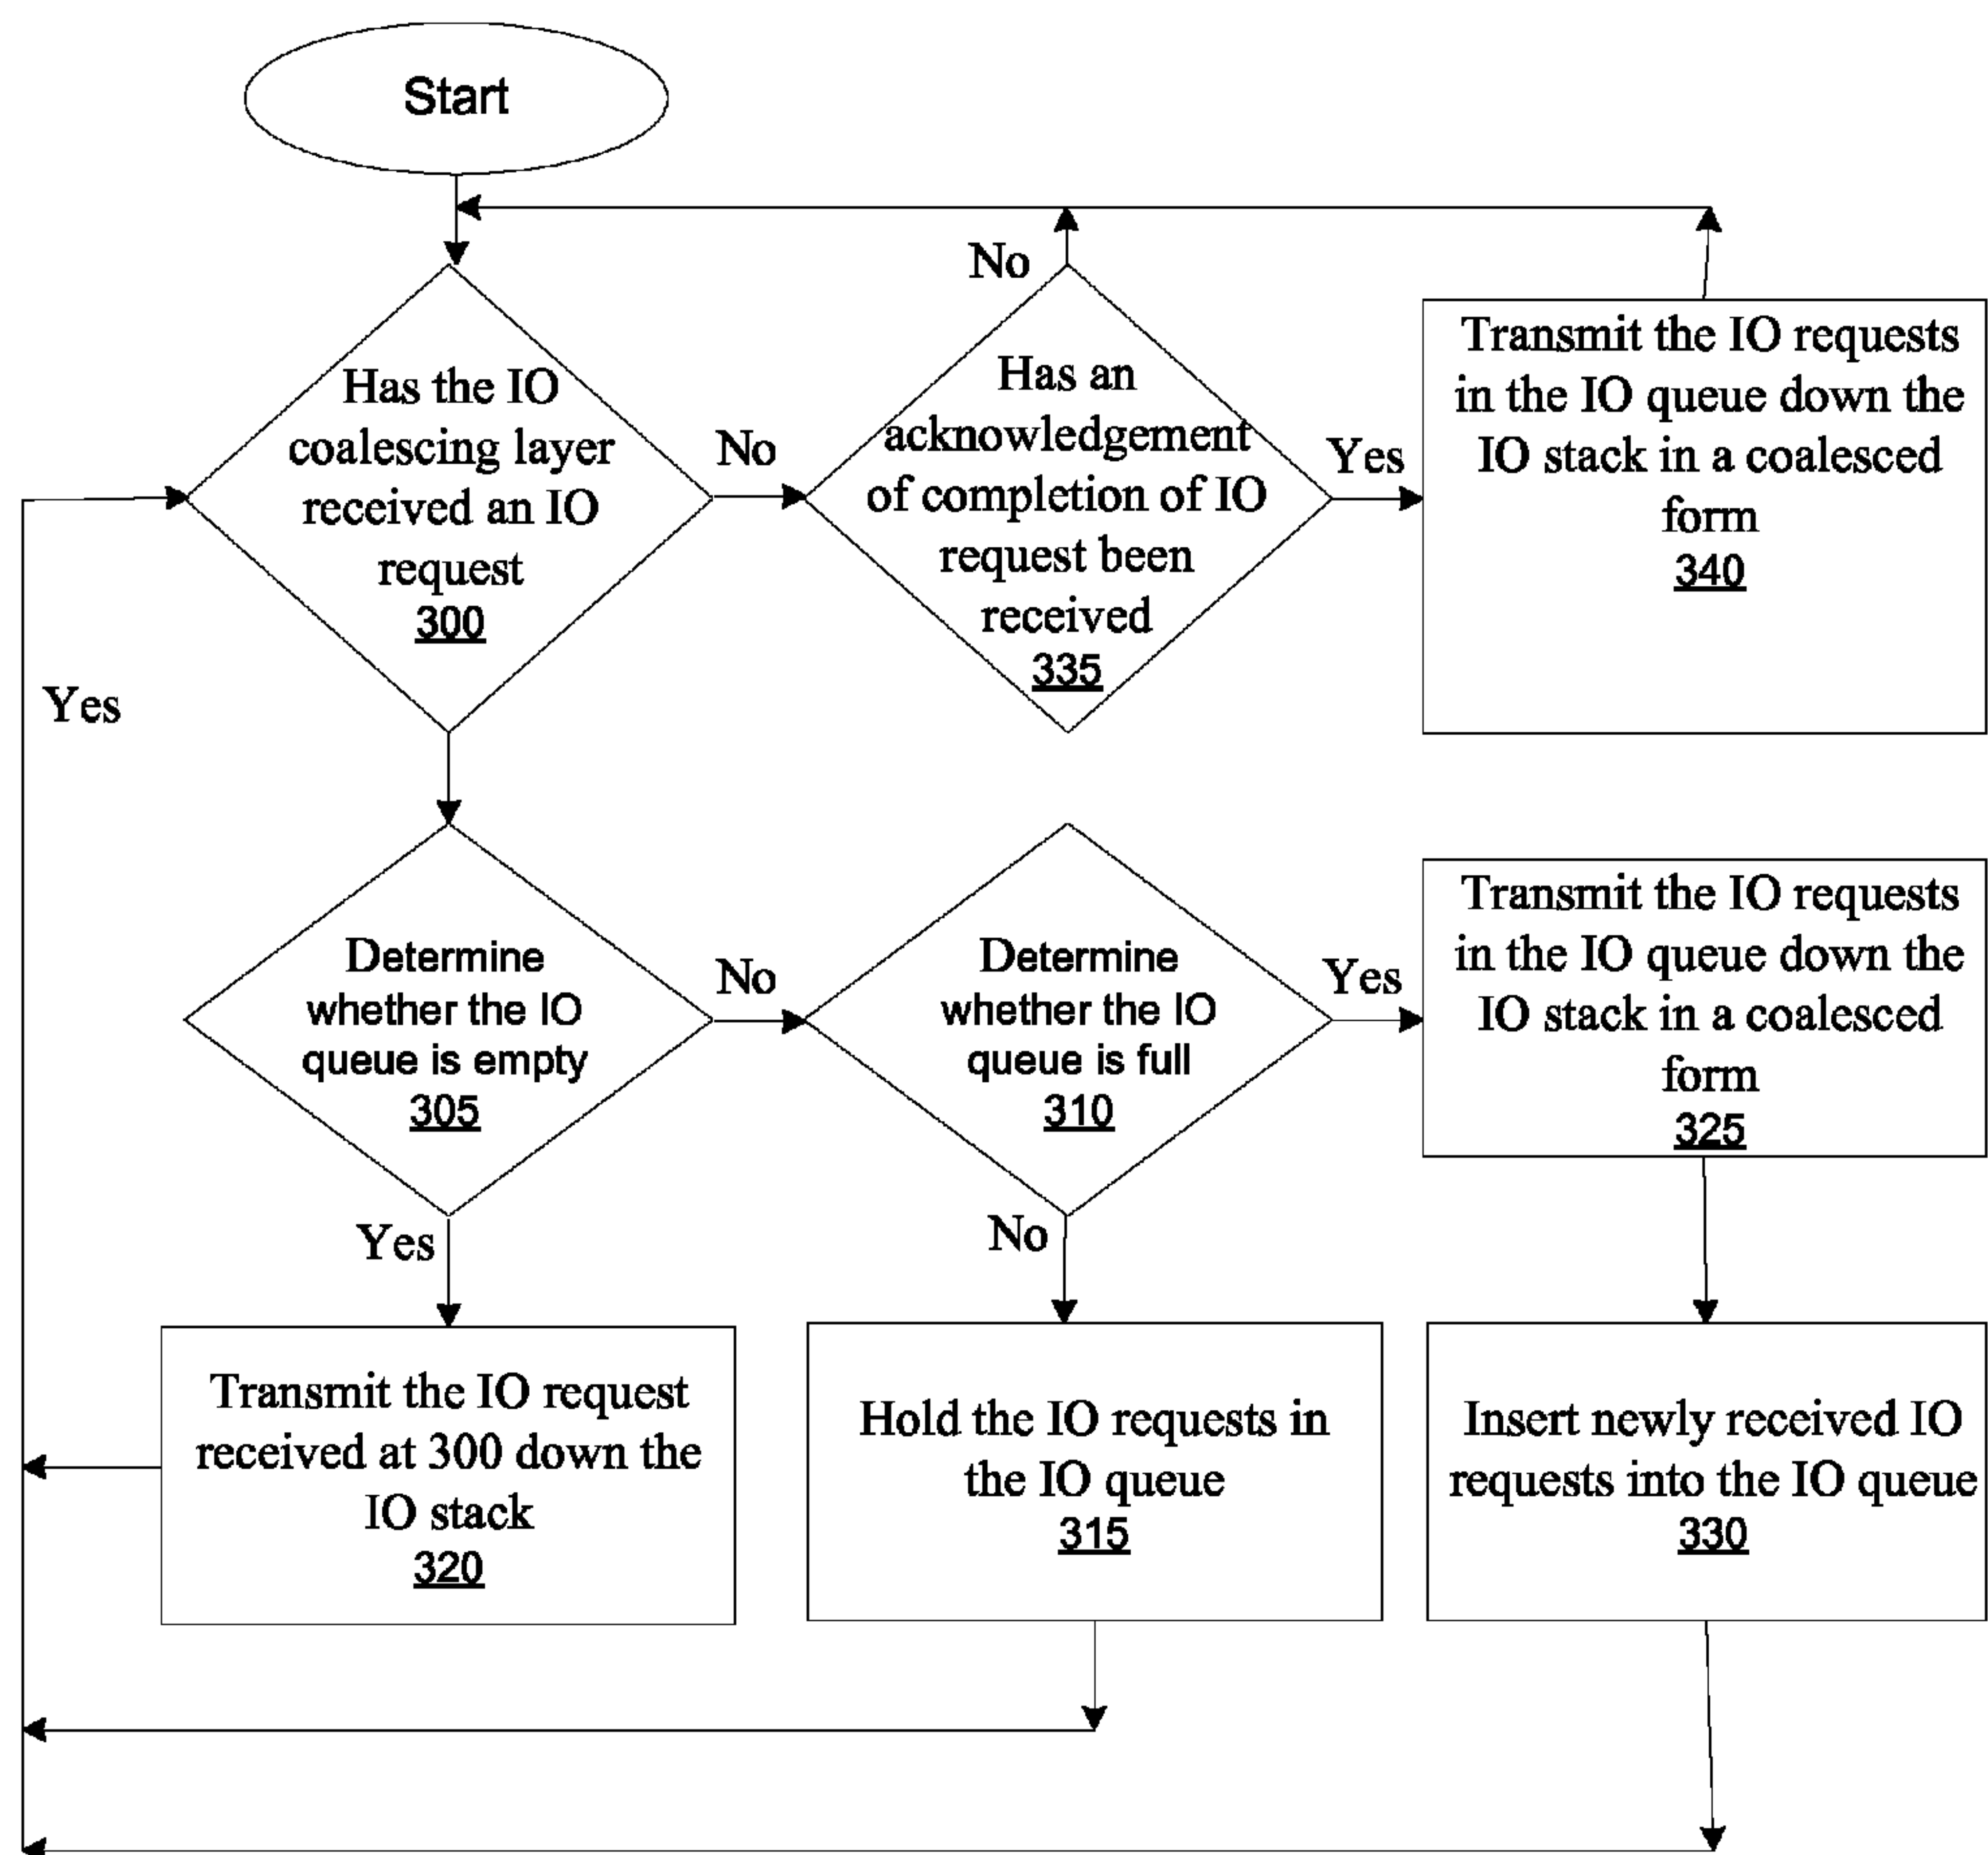 Start
Has the IO
coalescing layer
received an IO
request
300
No
Has an
acknowledgement
of completion of IO
request been
received
335
No
Yes
Transmit the IO requests
in the IO queue down the
IO stack in a coalesced
form
340
Yes
Determine
whether the IO
queue is empty
305
No
Determine
whether the IO
queue is full
310
Yes
Transmit the IO requests
in the IO queue down the
IO stack in a coalesced
form
325
Yes
No
Transmit the IO request
received at 300 down the
IO stack
320
Hold the IO requests in
the IO queue
315
Insert newly received IO
requests into the IO queue
330